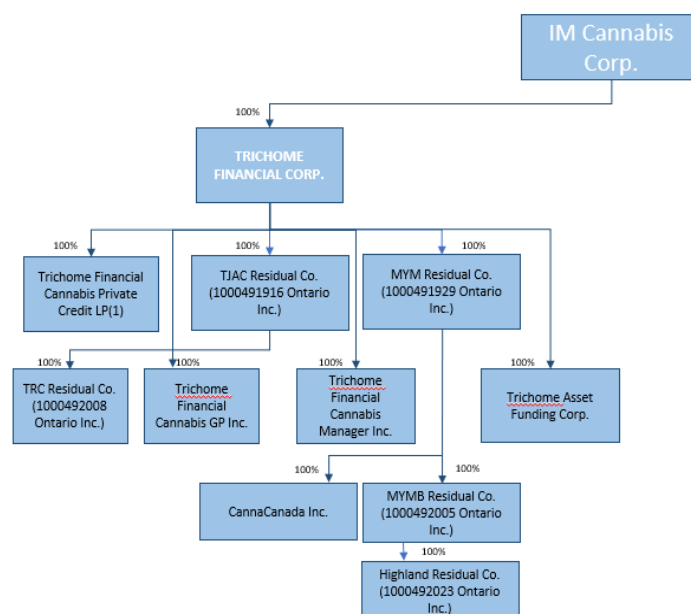 IM Cannabis
Corp.
100%
TRICHOME
FINANCIAL CORP.
100%
100%
100%
100%
100%
100%
Trichome Financial
Cannabis Private
Credit LP(1)
TJAC Residual Co.
(1000491916 Ontario
Inc.)
MYM Residual Co.
(1000491929 Ontario
Inc.)
100%
TRC Residual Co.
(1000492008
Ontario Inc.)
Trichome
Financial
Cannabis GP Inc.
Trichome
Financial
Cannabis
Manager Inc.
Trichome Asset
Funding Corp.
100%
100%
CannaCanada Inc.
MYMB Residual Co.
(1000492005 Ontario
Inc.)
100%
Highland Residual Co.
(1000492023 Ontario
Inc.)